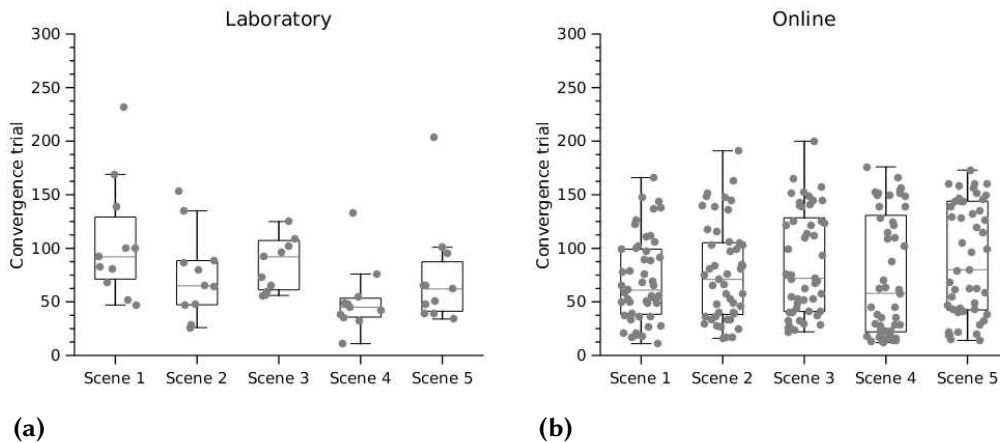 Laboratory
Convergence trial
300
250
200
150
100
50
0
Scene 1 Scene 2 Scene 3 Scene 4 Scene 5
(a)
Online
Convergence trial
300
250
200
150
100
50
0
Scene 1 Scene 2 Scene 3 Scene 4 Scene 5
(b)